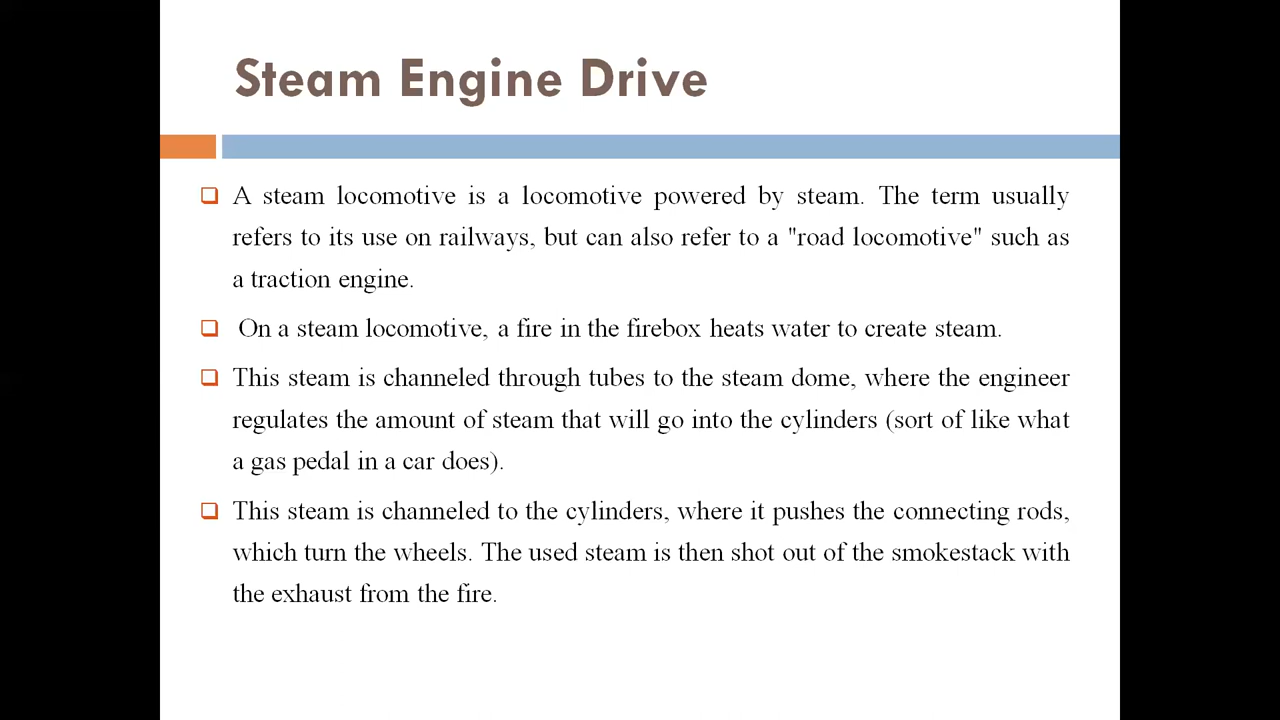 Steam Engine Drive
A steam locomotive is a locomotive powered by steam. The term usually
refers to its use on railways, but can also refer to a "road locomotive" such as
a traction engine.
On a steam locomotive, a fire in the firebox heats water to create steam.
This steam is channeled through tubes to the steam dome, where the engineer
regulates the amount of steam that will go into the cylinders (sort of like what
a gas pedal in a car does).
This steam is channeled to the cylinders, where it pushes the connecting rods,
which turn the wheels. The used steam is then shot out of the smokestack with
the exhaust from the fire.